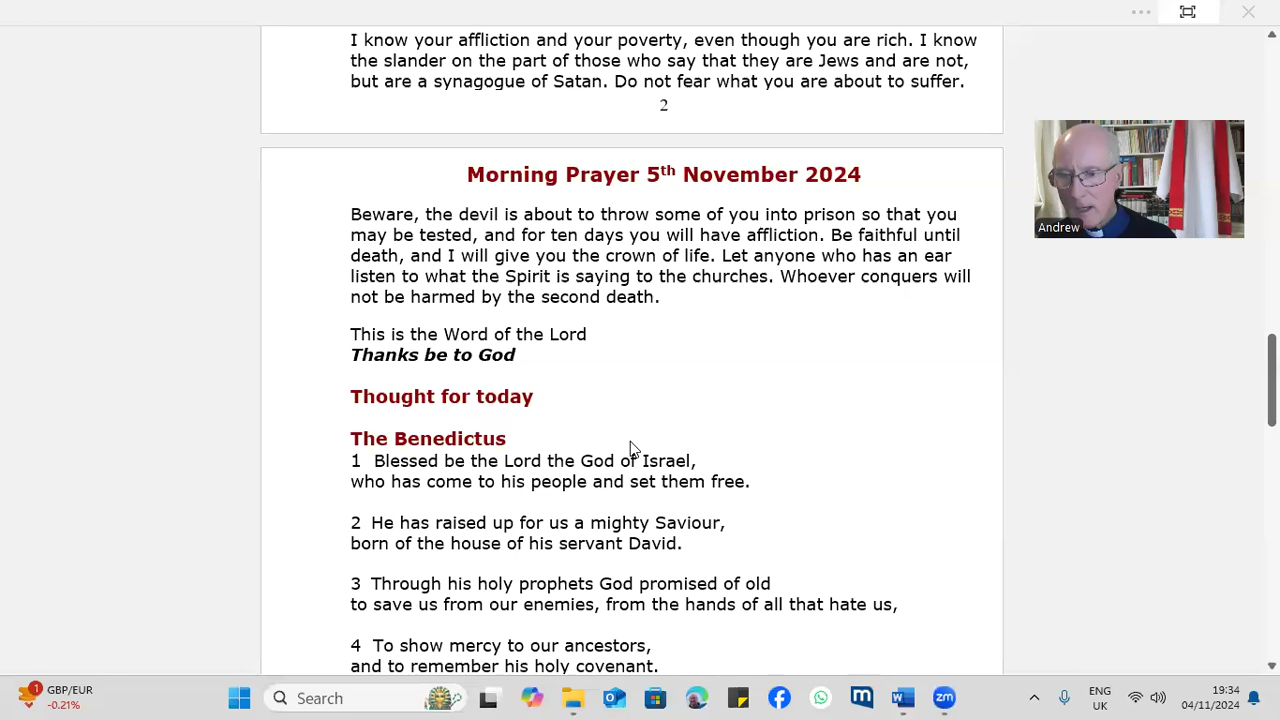 I know your affliction and your poverty, even though you are rich. I know
the slander on the part of those who say that they are Jews and are not,
but are a synagogue of Satan. Do not fear what you are about to suffer.
2
Morning Prayer 5th November 2024
Beware, the devil is about to throw some of you into prison so that you
may be tested, and for ten days you will have affliction. Be faithful until
death, and I will give you the crown of life. Let anyone who has an ear
listen to what the Spirit is saying to the churches. Whoever conquers will
not be harmed by the second death.
This is the Word of the Lord
Thanks be to God
Thought for today
The Benedictus
1 Blessed be the Lord the God of Israel,
who has come to his people and set them free.
2 He has raised up for us a mighty Saviour,
born of the house of his servant David.
3 Through his holy prophets God promised of old
to save us from our enemies, from the hands of all that hate us,
4 To show mercy to our ancestors,
and to remember his holy covenant.
Andrew
1
GBP/EUR
-0.21%
Search
zm
ENG
UK
19:34
04/11/2024